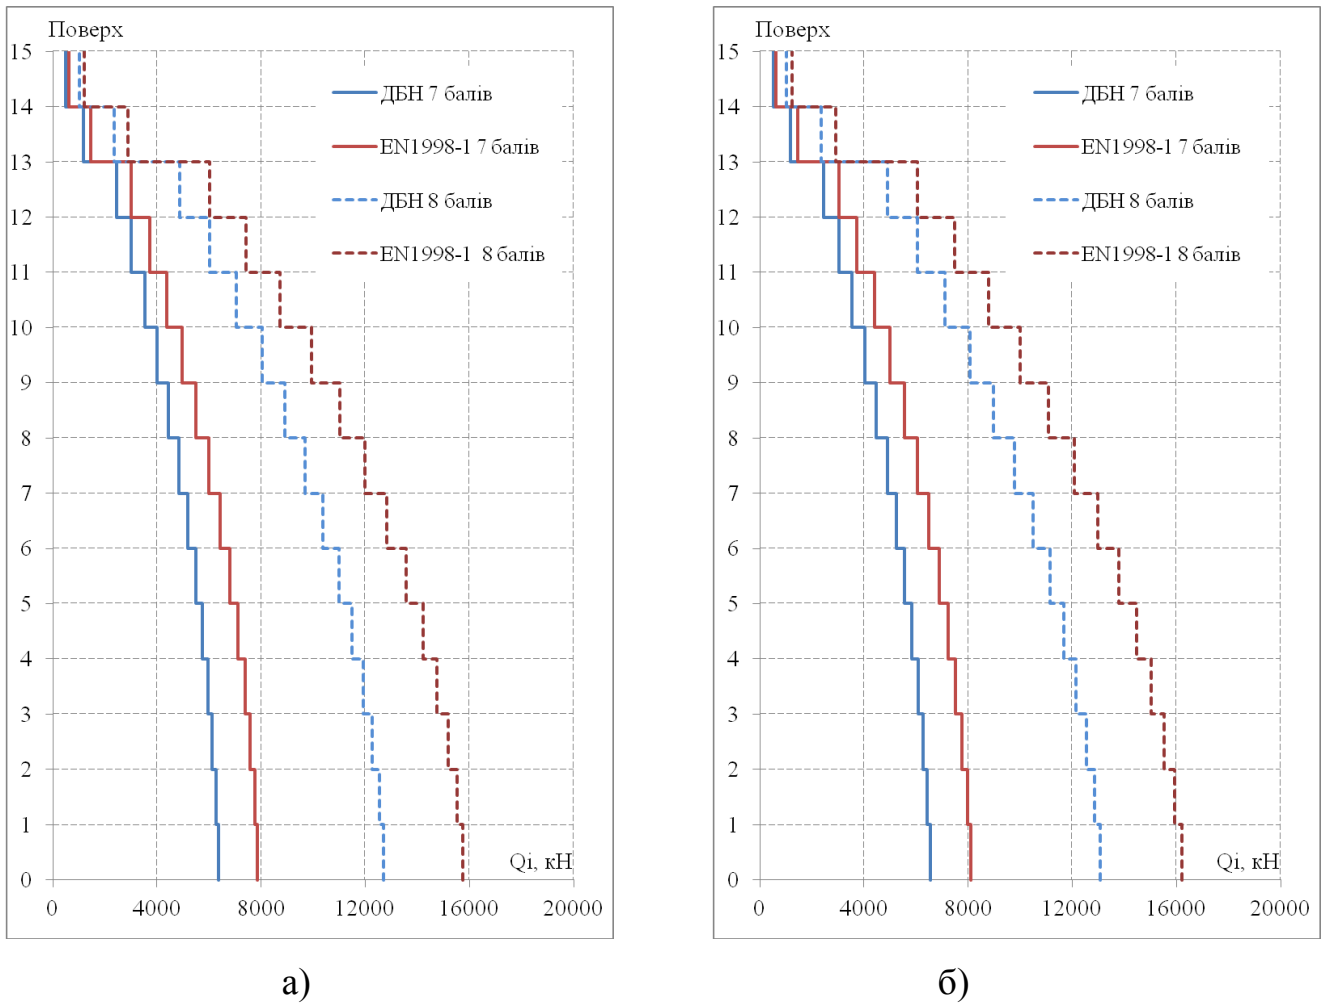 Поверх
15
14
13
12
11
10
9
8
7
6
5
4
3
2
1
0
ДБН 7 балів
EN1998-1 7 балів
ДБН 8 балів
EN1998-1 8 балів
Qi, кН
0 4000 8000 12000 16000 20000
а)
Поверх
15
14
13
12
11
10
9
8
7
6
5
4
3
2
1
0
ДБН 7 балів
EN1998-1 7 балів
ДБН 8 балів
EN1998-1 8 балів
Qi, кН
0 4000 8000 12000 16000 20000
б)